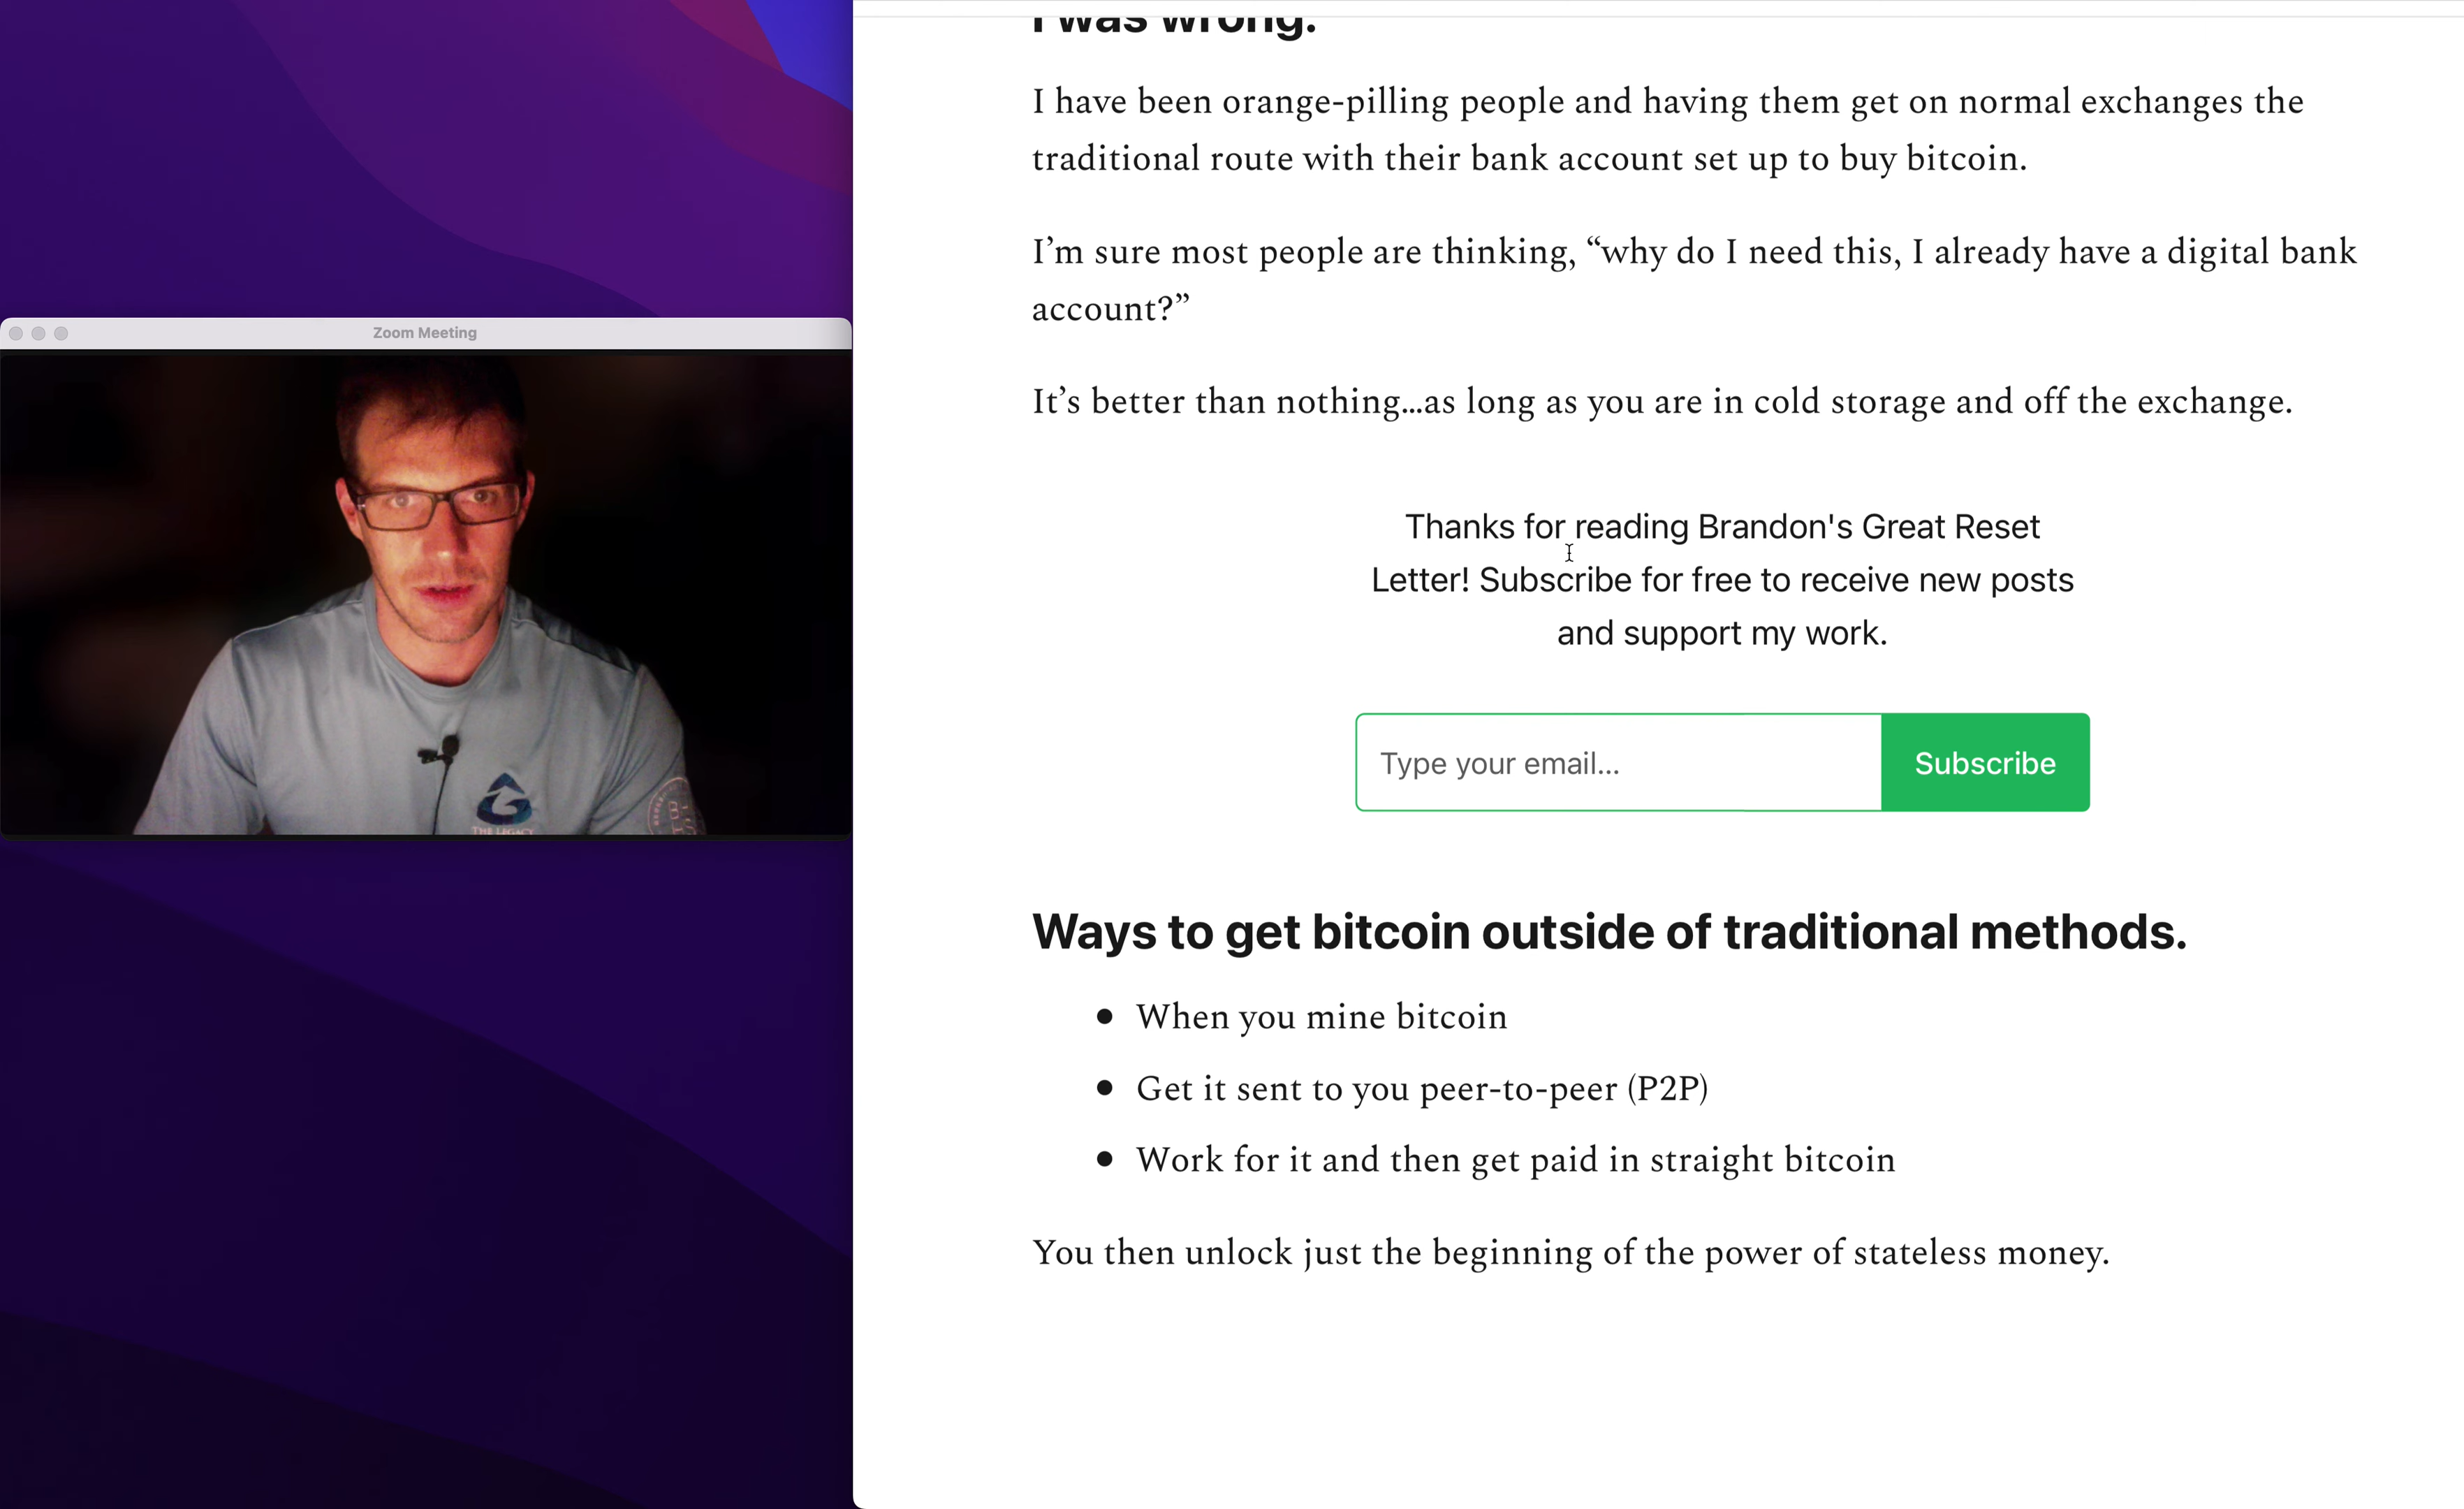 I was wrong.
I have been orange-pilling people and having them get on normal exchanges the
traditional route with their bank account set up to buy bitcoin.
I’m sure most people are thinking, “why do I need this, I already have a digital bank
account?”
It’s better than nothing...as long as you are in cold storage and off the exchange.
Thanks for reading Brandon's Great Reset
Letter! Subscribe for free to receive new posts
and support my work.
Type your email...
Subscribe
Ways to get bitcoin outside of traditional methods.
When you mine bitcoin
Get it sent to you peer-to-peer (P2P)
Work for it and then get paid in straight bitcoin
You then unlock just the beginning of the power of stateless money.
Zoom Meeting
THE LEGACY